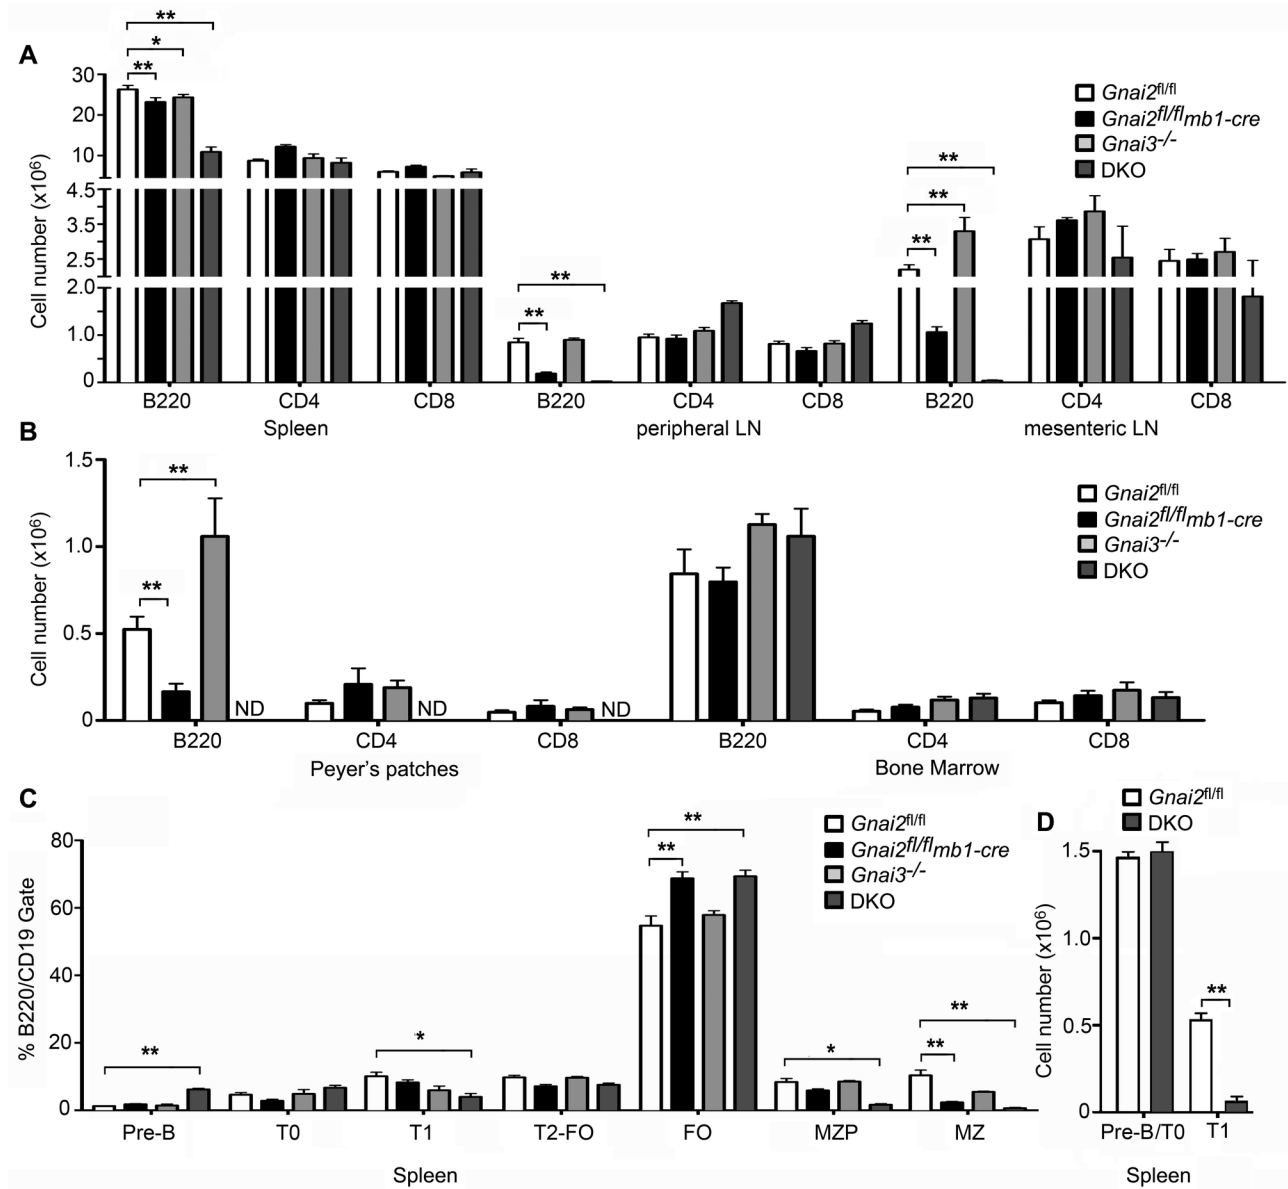 A
**
*
**
30
20
10
4.5
3.5
2.5
2.0
1.0
0
Cell number (x10⁶)
**
**
**
**
**
Gnai2fl/fl
Gnai2fl/flmb1-cre
Gnai3-/-
DKO
B220 CD4 CD8 B220 CD4 CD8 B220 CD4 CD8
Spleen peripheral LN mesenteric LN
B
1.5
1.0
0.5
0
Cell number (x10⁶)
**
**
ND ND ND
Gnai2fl/fl
Gnai2fl/flmb1-cre
Gnai3-/-
DKO
B220 CD4 CD8 B220 CD4 CD8
Peyer's patches Bone Marrow
C
80
60
40
20
0
% B220/CD19 Gate
**
*
**
**
*
**
**
Gnai2fl/fl
Gnai2fl/flmb1-cre
Gnai3-/-
DKO
Pre-B T0 T1 T2-FO FO MZP MZ
Spleen
D
Gnai2fl/fl
DKO
1.5
1.0
0.5
0
Cell number (x10⁶)
**
Pre-B/T0 T1
Spleen